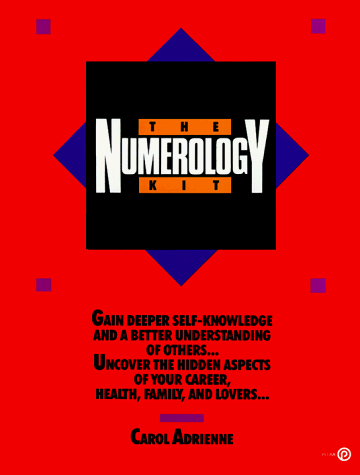 THE
NUMEROLOGY
KIT
GAIN DEEPER SELF-KNOWLEDGE
AND A BETTER UNDERSTANDING
OF OTHERS...
UNCOVER THE HIDDEN ASPECTS
OF YOUR CAREER,
HEALTH, FAMILY, AND LOVERS...
CAROL ADRIENNE